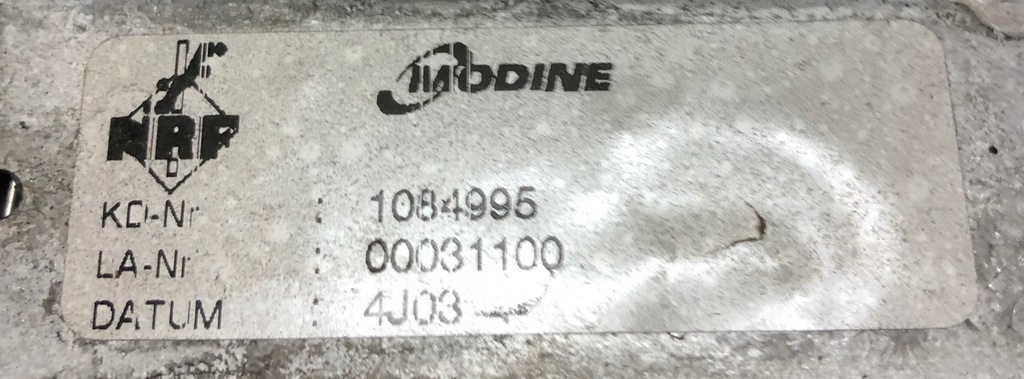 NRF
MODINE
KD-Nr : 1084995
LA-Nr : 00031100
DATUM : 4J03